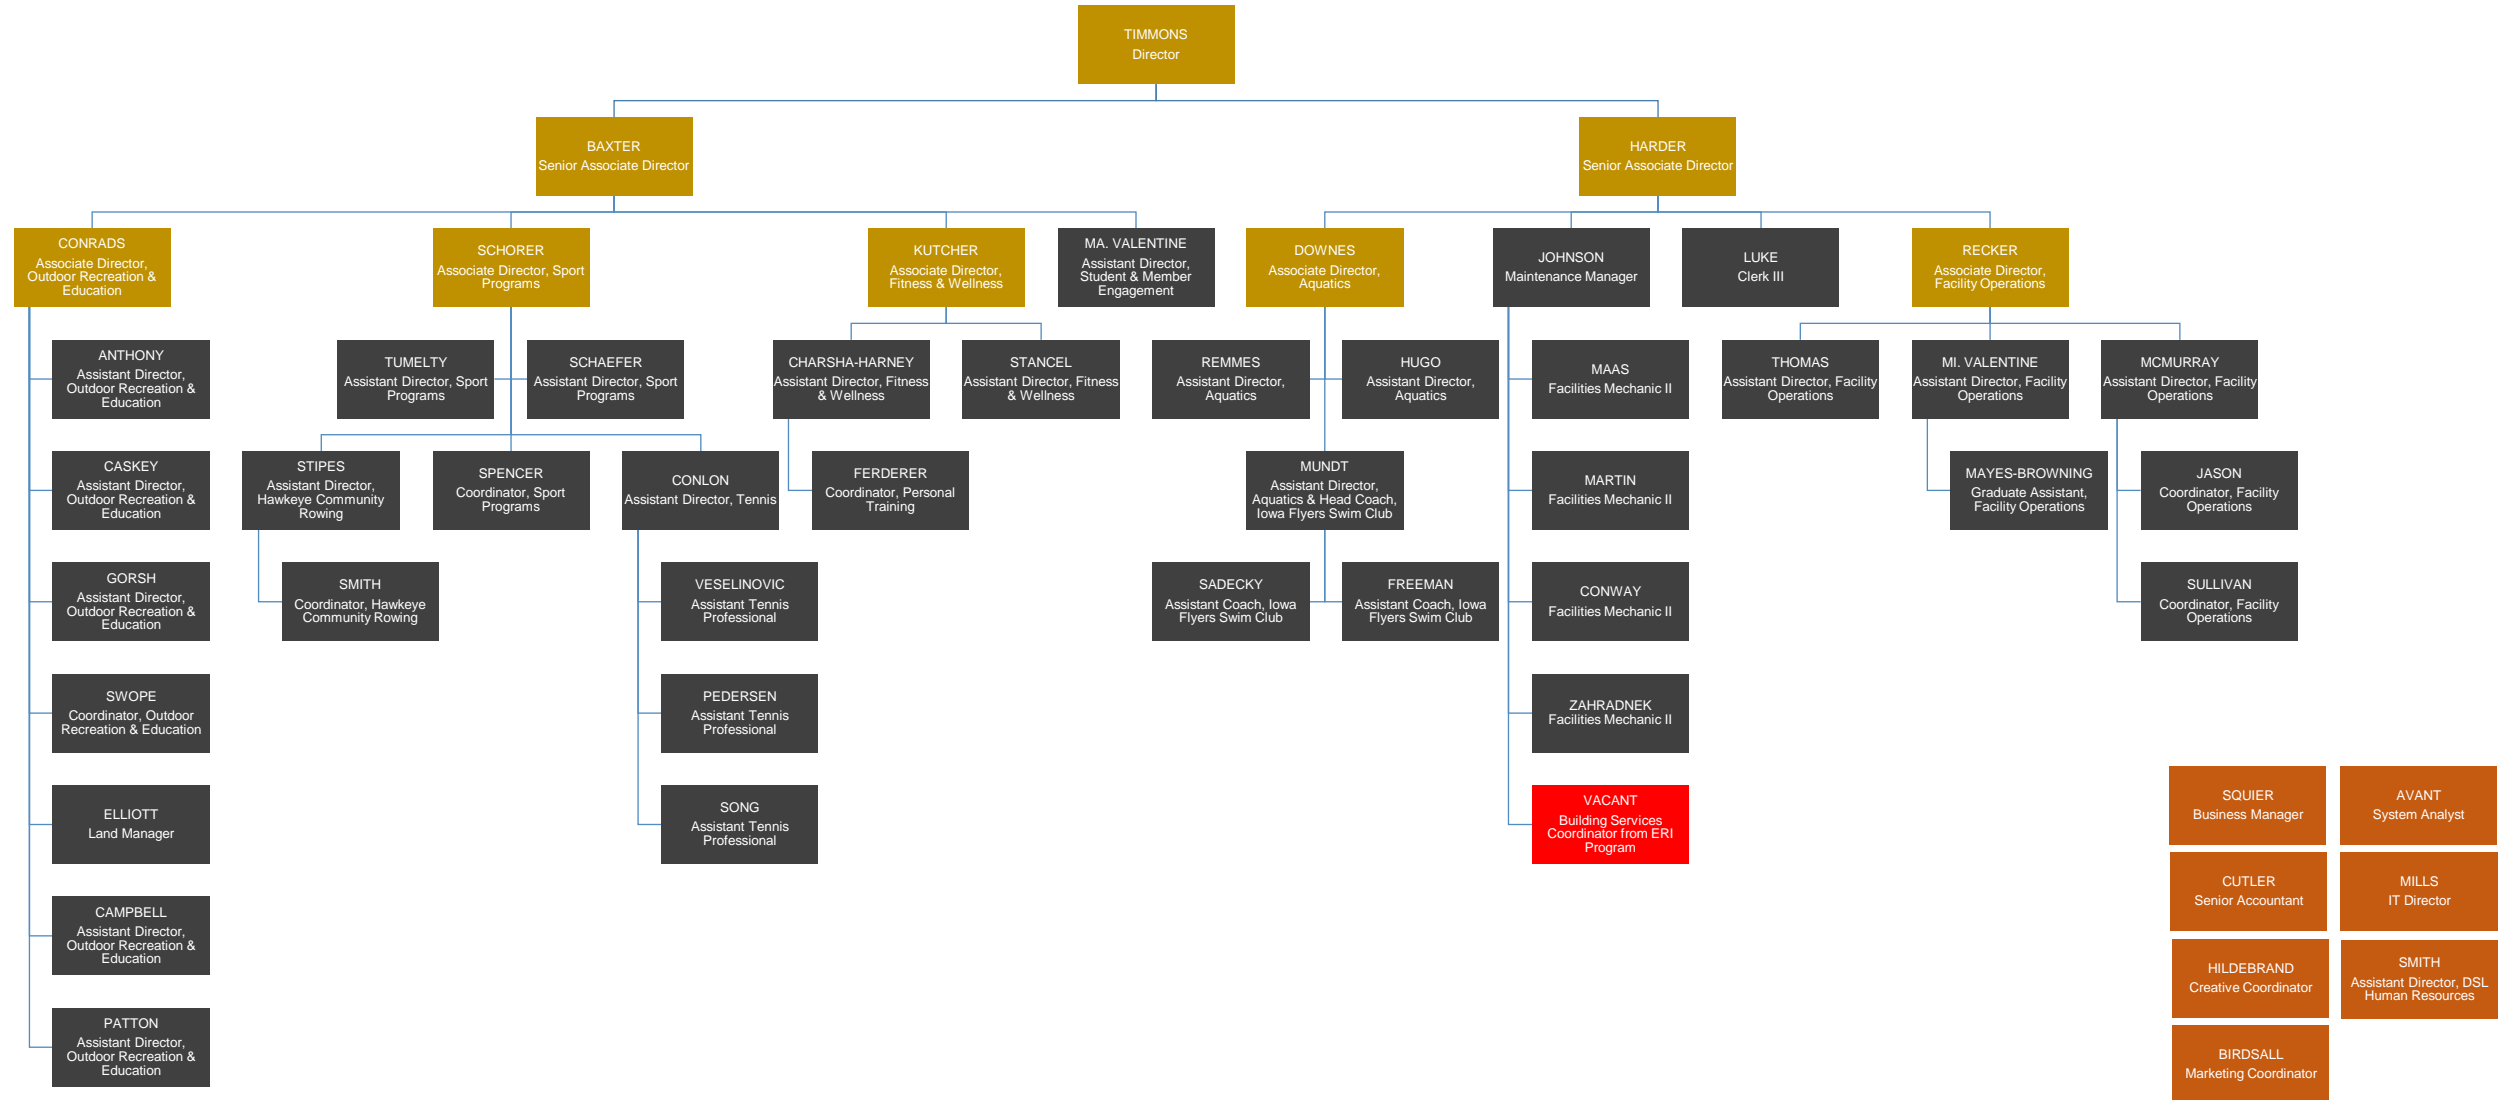 TIMMONS
Director
BAXTER
Senior Associate Director
HARDER
Senior Associate Director
CONRADS
Associate Director,
Outdoor Recreation &
Education
SCHORER
Associate Director, Sport
Programs
KUTCHER
Associate Director,
Fitness & Wellness
MA. VALENTINE
Assistant Director,
Student & Member
Engagement
DOWNES
Associate Director,
Aquatics
JOHNSON
Maintenance Manager
LUKE
Clerk III
RECKER
Associate Director,
Facility Operations
ANTHONY
Assistant Director,
Outdoor Recreation &
Education
TUMELTY
Assistant Director, Sport
Programs
SCHAEFER
Assistant Director, Sport
Programs
CHARSHA-HARNEY
Assistant Director, Fitness
& Wellness
STANCEL
Assistant Director, Fitness
& Wellness
REMMES
Assistant Director,
Aquatics
HUGO
Assistant Director,
Aquatics
MAAS
Facilities Mechanic II
THOMAS
Assistant Director, Facility
Operations
MI. VALENTINE
Assistant Director, Facility
Operations
MCMURRAY
Assistant Director, Facility
Operations
CASKEY
Assistant Director,
Outdoor Recreation &
Education
STIPES
Assistant Director,
Hawkeye Community
Rowing
SPENCER
Coordinator, Sport
Programs
CONLON
Assistant Director, Tennis
FERDERER
Coordinator, Personal
Training
MUNDT
Assistant Director,
Aquatics & Head Coach,
Iowa Flyers Swim Club
MARTIN
Facilities Mechanic II
MAYES-BROWNING
Graduate Assistant,
Facility Operations
JASON
Coordinator, Facility
Operations
GORSH
Assistant Director,
Outdoor Recreation &
Education
SMITH
Coordinator, Hawkeye
Community Rowing
VESELINOVIC
Assistant Tennis
Professional
SADECKY
Assistant Coach, Iowa
Flyers Swim Club
FREEMAN
Assistant Coach, Iowa
Flyers Swim Club
CONWAY
Facilities Mechanic II
SULLIVAN
Coordinator, Facility
Operations
SWOPE
Coordinator, Outdoor
Recreation & Education
PEDERSEN
Assistant Tennis
Professional
ZAHRADNEK
Facilities Mechanic II
ELLIOTT
Land Manager
SONG
Assistant Tennis
Professional
VACANT
Building Services
Coordinator from ERI
Program
SQUIER
Business Manager
AVANT
System Analyst
CUTLER
Senior Accountant
MILLS
IT Director
CAMPBELL
Assistant Director,
Outdoor Recreation &
Education
HILDEBRAND
Creative Coordinator
SMITH
Assistant Director, DSL
Human Resources
PATTON
Assistant Director,
Outdoor Recreation &
Education
BIRDSALL
Marketing Coordinator